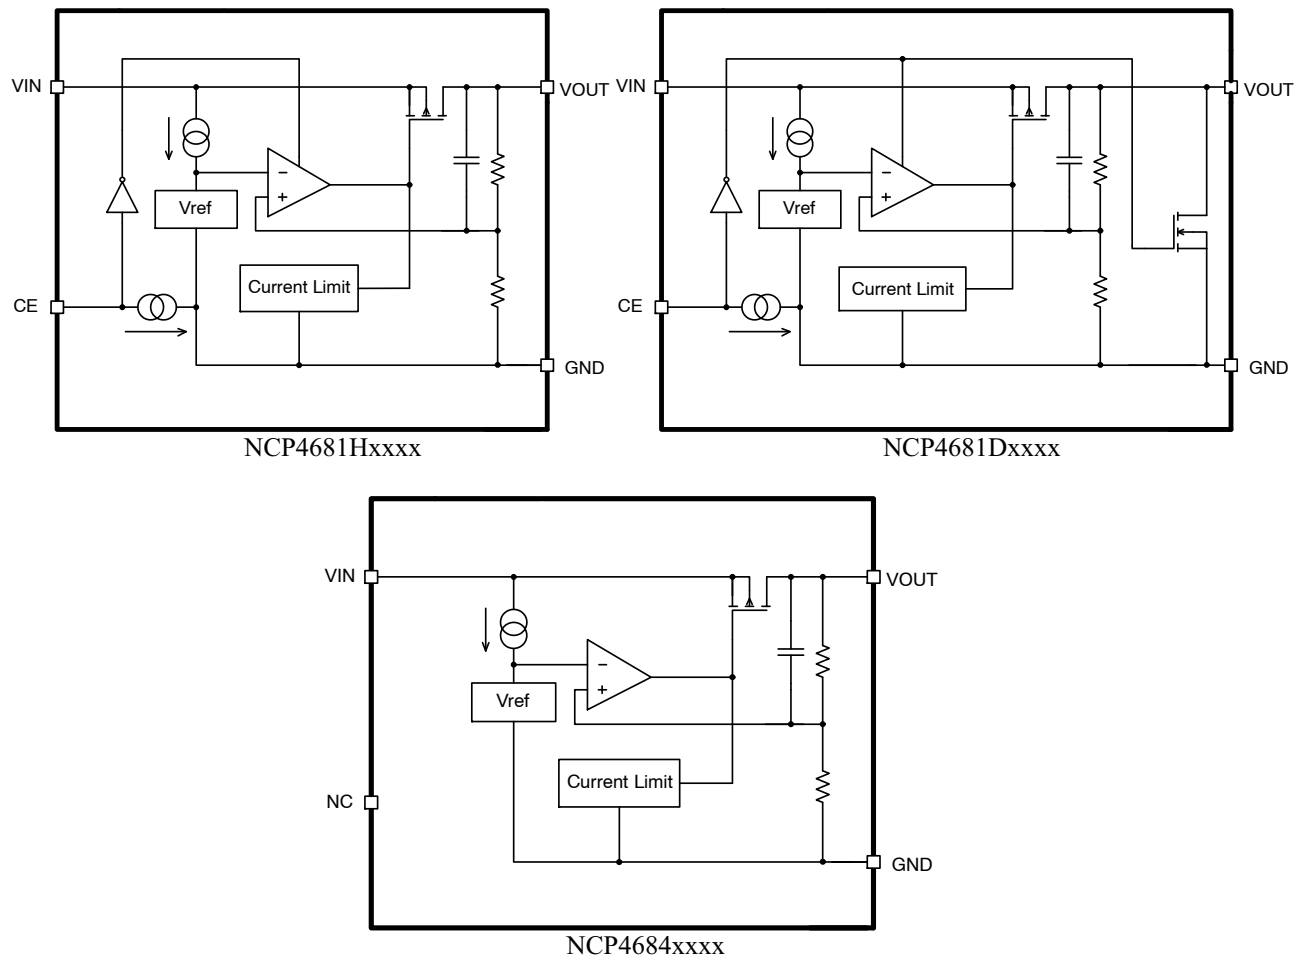 VIN
VOUT
−
+
Vref
Current Limit
CE
GND
NCP4681Hxxxx
VIN
VOUT
−
+
Vref
Current Limit
CE
GND
NCP4681Dxxxx
VIN
VOUT
−
+
Vref
Current Limit
NC
GND
NCP4684xxxx